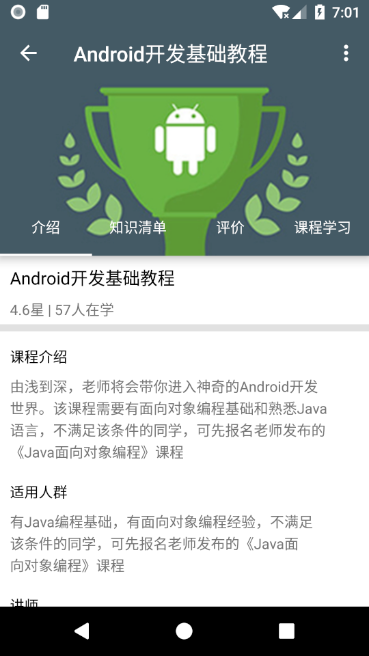 7:01
Android开发基础教程
介绍 知识清单 评价 课程学习
Android开发基础教程
4.6星 | 57人在学
课程介绍
由浅到深，老师将会带你进入神奇的Android开发
世界。该课程需要有面向对象编程基础和熟悉Java
语言，不满足该条件的同学，可先报名老师发布的
《Java面向对象编程》课程
适用人群
有Java编程基础，有面向对象编程经验，不满足
该条件的同学，可先报名老师发布的《Java面
向对象编程》课程
讲师